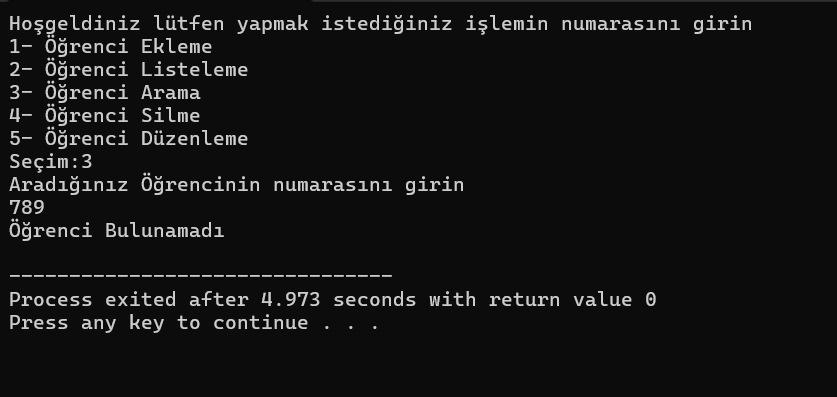 Hoşgeldiniz lütfen yapmak istediğiniz işlemin numarasını girin
1- Öğrenci Ekleme
2- Öğrenci Listeleme
3- Öğrenci Arama
4- Öğrenci Silme
5- Öğrenci Düzenleme
Seçim:3
Aradığınız Öğrencinin numarasını girin
789
Öğrenci Bulunamadı
--------------------------------
Process exited after 4.973 seconds with return value 0
Press any key to continue . . .